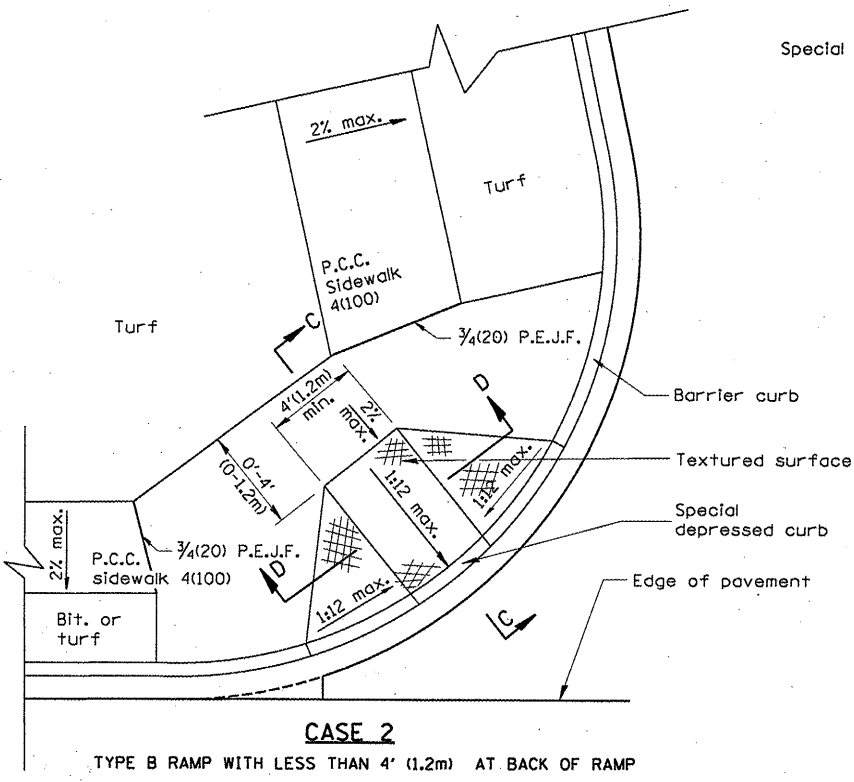 Special
2% max.
Turf
P.C.C.
Sidewalk
4(100)
Turf
C
3/4(20) P.E.J.F.
D
Barrier curb
4'(1.2m)
min.
2%
max.
Textured surface
1:12 max.
1:12 max.
0'-4'
(0-1.2m)
Special
depressed curb
2% max.
P.C.C.
sidewalk 4(100)
3/4(20) P.E.J.F.
D
1:12 max.
Edge of pavement
Bit. or
turf
C
CASE 2
TYPE B RAMP WITH LESS THAN 4' (1.2m) AT BACK OF RAMP